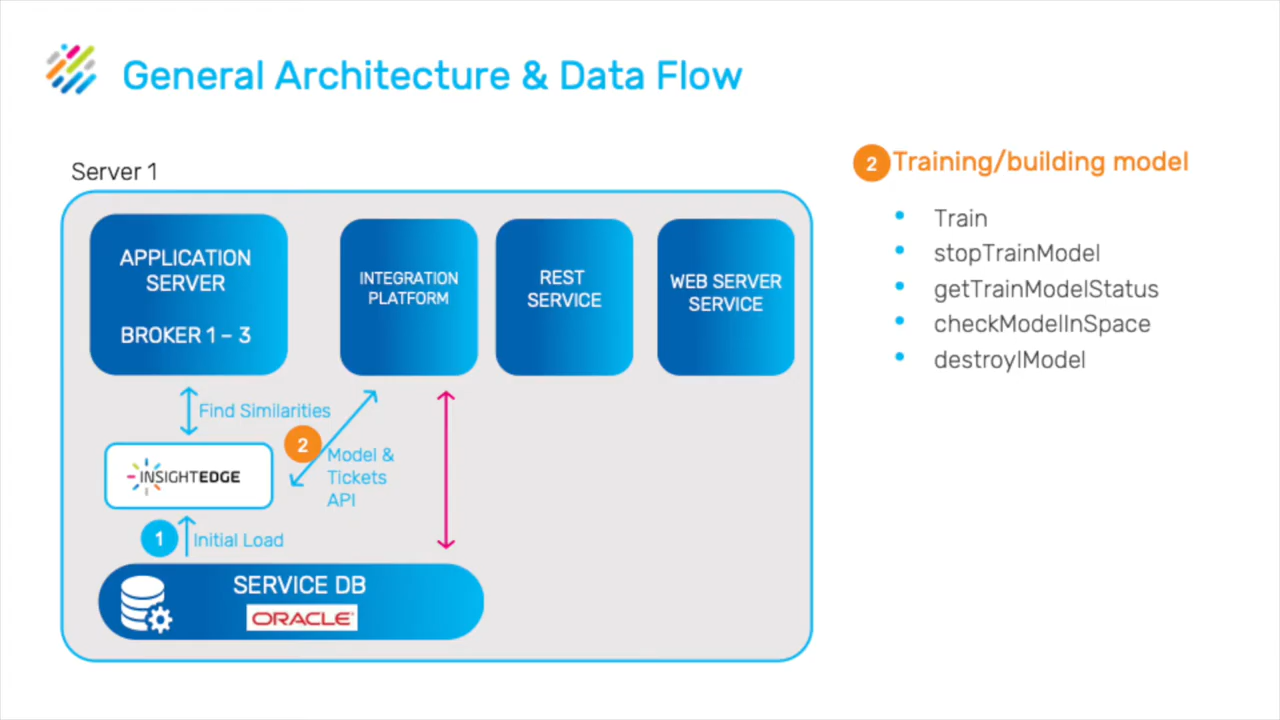 General Architecture & Data Flow
Server 1
APPLICATION
SERVER
BROKER 1 – 3
INTEGRATION
PLATFORM
REST
SERVICE
WEB SERVER
SERVICE
Find Similarities
2
Model &
Tickets
API
INSIGHTEDGE
1
Initial Load
SERVICE DB
ORACLE
2
Training/building model
• Train
• stopTrainModel
• getTrainModelStatus
• checkModelInSpace
• destroylModel